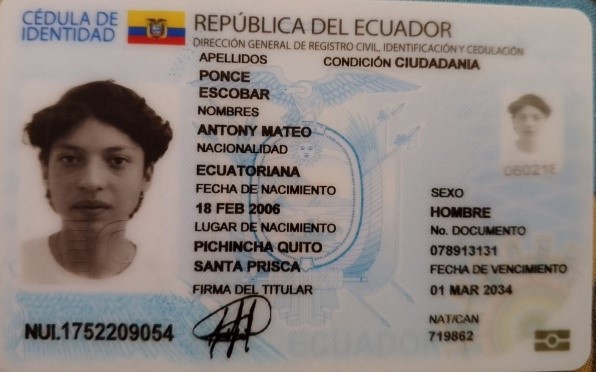 CÉDULA DE
IDENTIDAD
REPÚBLICA DEL ECUADOR
DIRECCIÓN GENERAL DE REGISTRO CIVIL, IDENTIFICACIÓN Y CEDULACIÓN
APELLIDOS
CONDICIÓN CIUDADANIA
PONCE
ESCOBAR
NOMBRES
ANTONY MATEO
NACIONALIDAD
ECUATORIANA
FECHA DE NACIMIENTO
18 FEB 2006
LUGAR DE NACIMIENTO
PICHINCHA QUITO
SANTA PRISCA
FIRMA DEL TITULAR
060218
SEXO
HOMBRE
No. DOCUMENTO
078913131
FECHA DE VENCIMIENTO
01 MAR 2034
NAT/CAN
719862
NUI.1752209054
ECUADOR